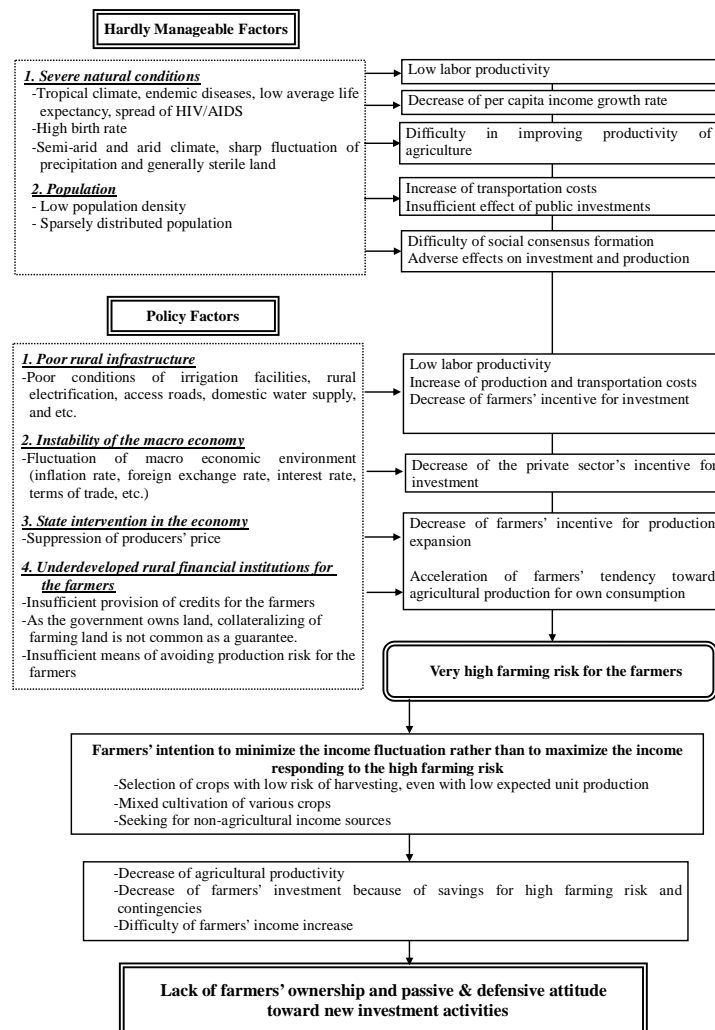 Hardly Manageable Factors
1. Severe natural conditions
-Tropical climate, endemic diseases, low average life
expectancy, spread of HIV/AIDS
-High birth rate
-Semi-arid and arid climate, sharp fluctuation of
precipitation and generally sterile land
2. Population
- Low population density
- Sparsely distributed population
Low labor productivity
Decrease of per capita income growth rate
Difficulty in improving productivity of
agriculture
Increase of transportation costs
Insufficient effect of public investments
Difficulty of social consensus formation
Adverse effects on investment and production
Policy Factors
1. Poor rural infrastructure
-Poor conditions of irrigation facilities, rural
electrification, access roads, domestic water supply,
and etc.
2. Instability of the macro economy
-Fluctuation of macro economic environment
(inflation rate, foreign exchange rate, interest rate,
terms of trade, etc.)
3. State intervention in the economy
-Suppression of producers' price
4. Underdeveloped rural financial institutions for
the farmers
-Insufficient provision of credits for the farmers
-As the government owns land, collateralizing of
farming land is not common as a guarantee.
-Insufficient means of avoiding production risk for the
farmers
Low labor productivity
Increase of production and transportation costs
Decrease of farmers' incentive for investment
Decrease of the private sector's incentive for
investment
Decrease of farmers' incentive for production
expansion
Acceleration of farmers' tendency toward
agricultural production for own consumption
Very high farming risk for the farmers
Farmers' intention to minimize the income fluctuation rather than to maximize the income
responding to the high farming risk
-Selection of crops with low risk of harvesting, even with low expected unit production
-Mixed cultivation of various crops
-Seeking for non-agricultural income sources
-Decrease of agricultural productivity
-Decrease of farmers' investment because of savings for high farming risk and
contingencies
-Difficulty of farmers' income increase
Lack of farmers' ownership and passive & defensive attitude
toward new investment activities